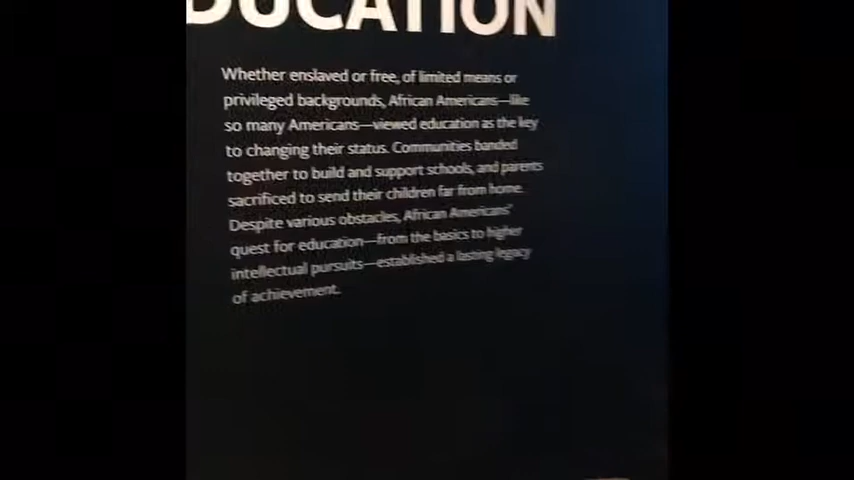 DUCATION
Whether enslaved or free, of limited means or
privileged backgrounds, African Americans—like
so many Americans—viewed education as the key
to changing their status. Communities banded
together to build and support schools, and parents
sacrificed to send their children far from home.
Despite various obstacles, African Americans'
quest for education—from the basics to higher
intellectual pursuits—established a lasting legacy
of achievement.